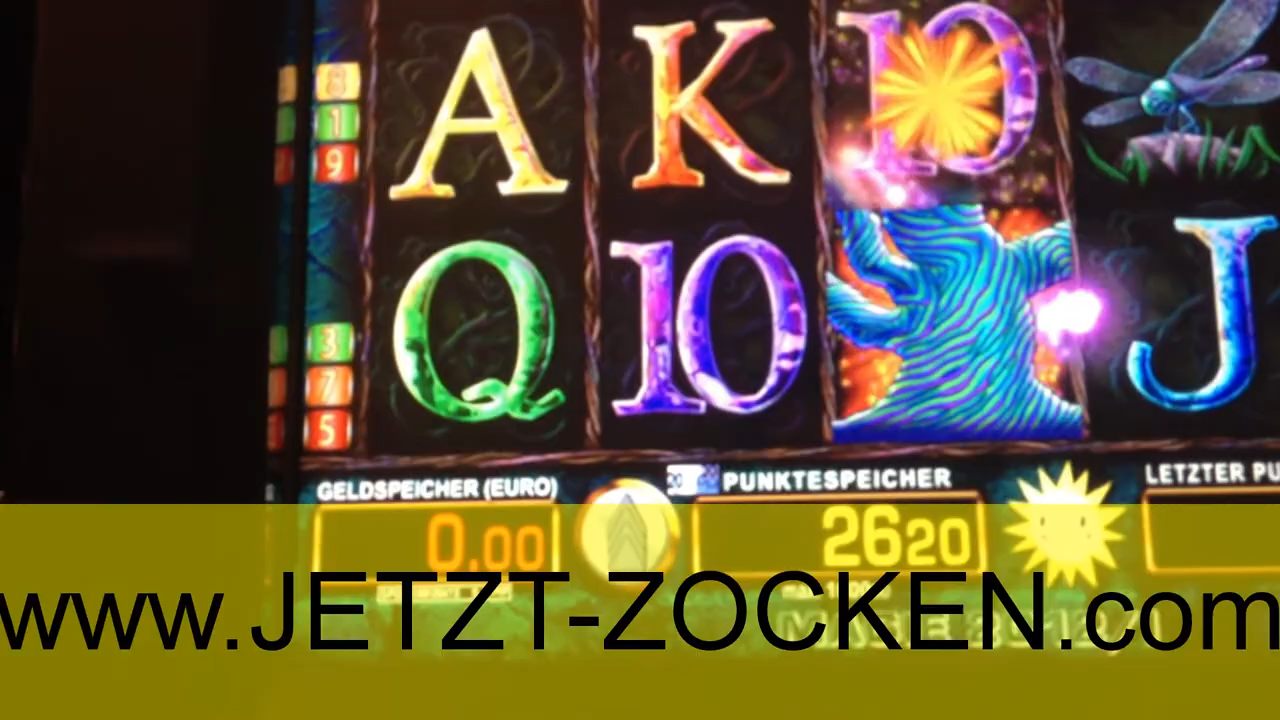 8
1
9
A K 10
Q 10 J
3
7
5
GELDSPEICHER (EURO) PUNKTESPEICHER LETZTER PU
0.00 2620
www.JETZT-ZOCKEN.com